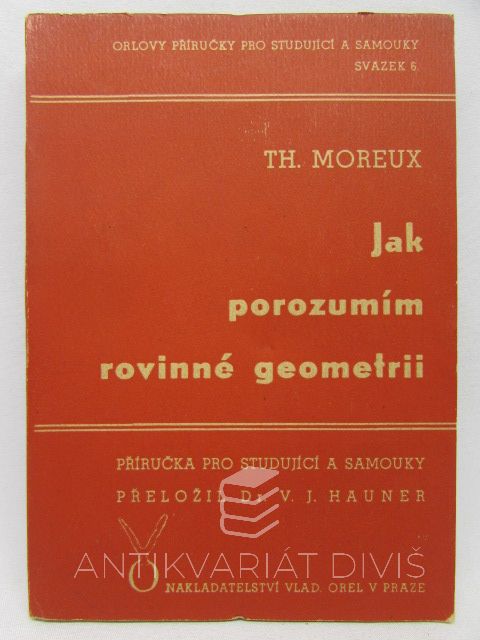 ORLOVY PŘÍRUČKY PRO STUDUJÍCÍ A SAMOUKY
SVAZEK 6.
TH. MOREUX
Jak
porozumím
rovinné geometrii
PŘÍRUČKA PRO STUDUJÍCÍ A SAMOUKY
PŘELOŽIL Dr. V. J. HAUNER
ANTIKVARIÁT DIVIŠ
NAKLADATELSTVÍ VLAD. OREL V PRAZE